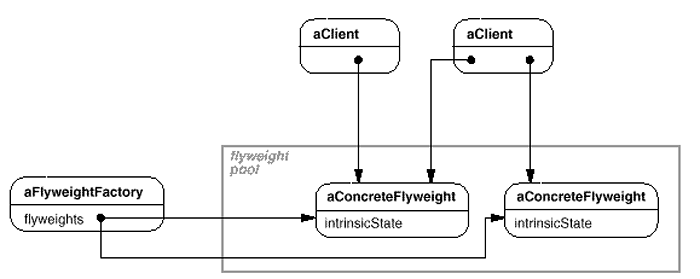 aClient
aClient
flyweight
pool
aFlyweightFactory
flyweights
aConcreteFlyweight
intrinsicState
aConcreteFlyweight
intrinsicState